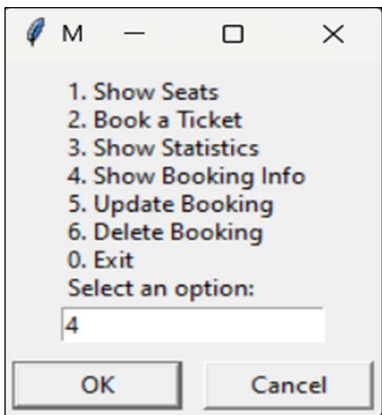 M
1. Show Seats
2. Book a Ticket
3. Show Statistics
4. Show Booking Info
5. Update Booking
6. Delete Booking
0. Exit
Select an option:
4
OK Cancel